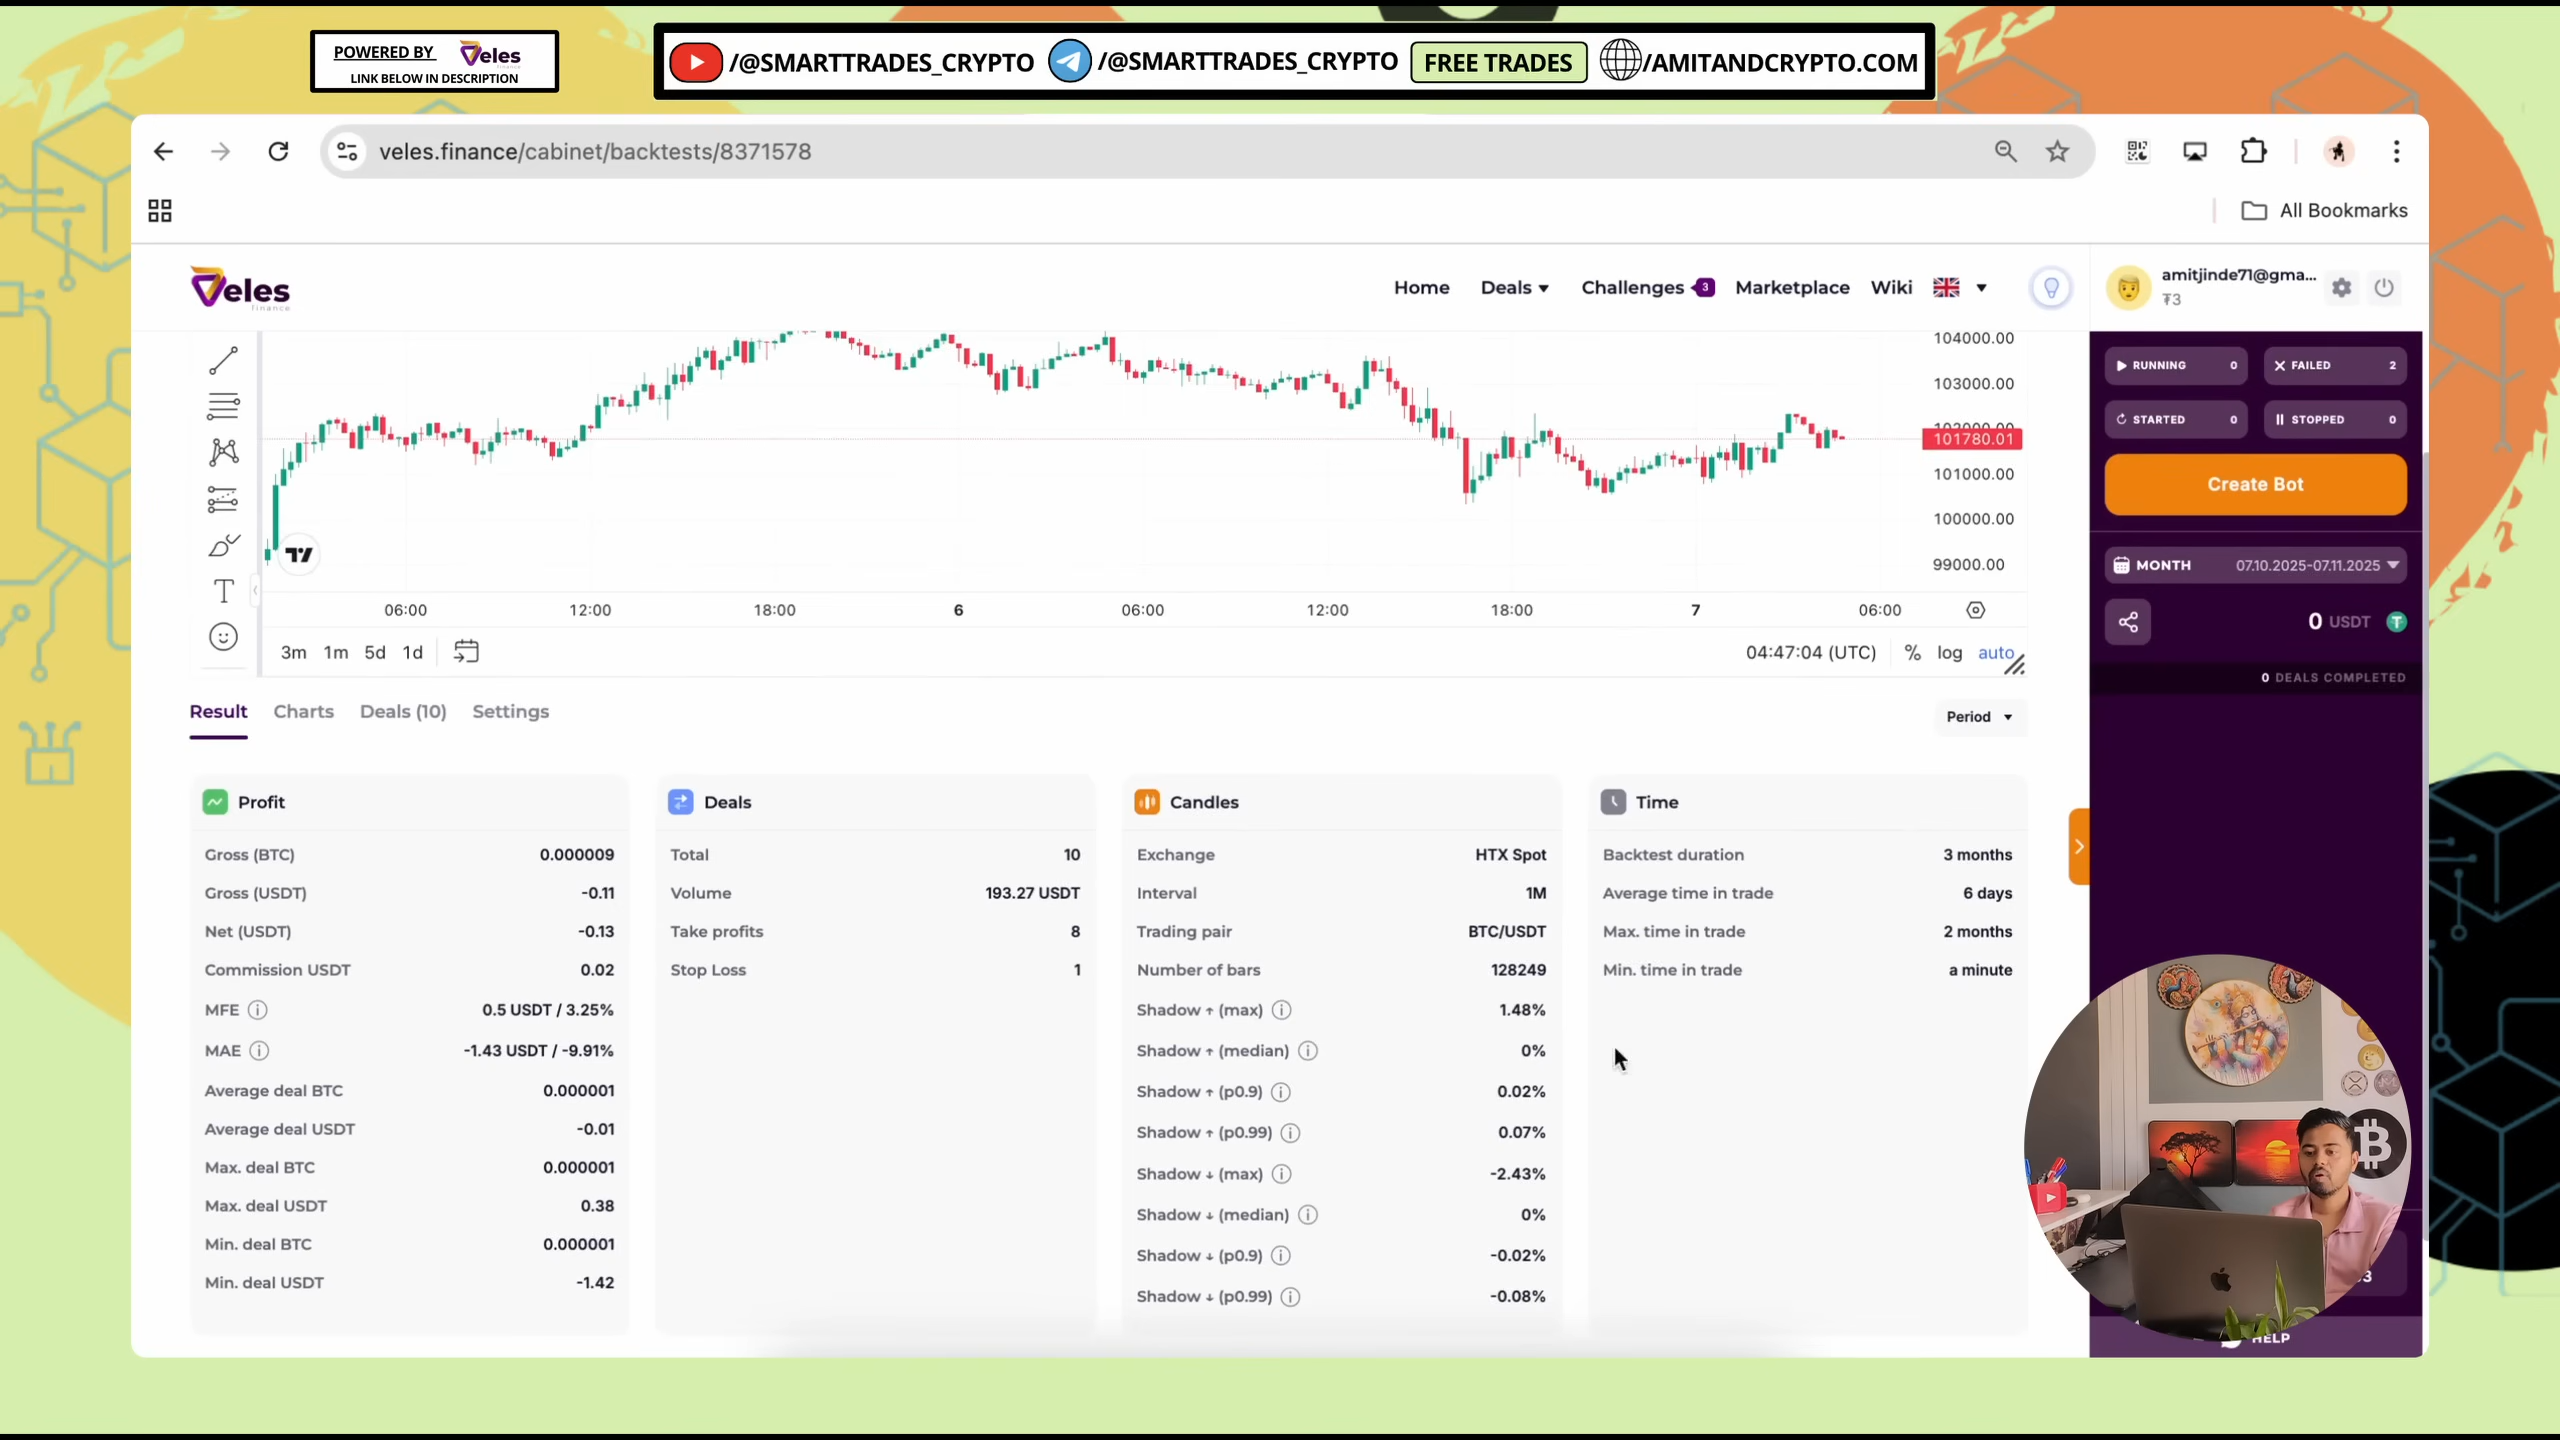 POWERED BY Veles finance
LINK BELOW IN DESCRIPTION
/@SMARTTRADES_CRYPTO /@SMARTTRADES_CRYPTO FREE TRADES /AMITANDCRYPTO.COM
veles.finance/cabinet/backtests/8371578
All Bookmarks
Veles finance
Home Deals Challenges 3 Marketplace Wiki
amitjinde71@gma...
₮3
104000.00
103000.00
102000.00
101780.01
101000.00
100000.00
99000.00
06:00 12:00 18:00 6 06:00 12:00 18:00 7 06:00
3m 1m 5d 1d 04:47:04 (UTC) % log auto
RUNNING 0 FAILED 2
STARTED 0 STOPPED 0
Create Bot
MONTH 07.10.2025-07.11.2025
0 USDT
0 DEALS COMPLETED
Result Charts Deals (10) Settings Period
Profit
Gross (BTC) 0.000009
Gross (USDT) -0.11
Net (USDT) -0.13
Commission USDT 0.02
MFE 0.5 USDT / 3.25%
MAE -1.43 USDT / -9.91%
Average deal BTC 0.000001
Average deal USDT -0.01
Max. deal BTC 0.000001
Max. deal USDT 0.38
Min. deal BTC 0.000001
Min. deal USDT -1.42
Deals
Total 10
Volume 193.27 USDT
Take profits 8
Stop Loss 1
Candles
Exchange HTX Spot
Interval 1M
Trading pair BTC/USDT
Number of bars 128249
Shadow ↑ (max) 1.48%
Shadow ↑ (median) 0%
Shadow ↑ (p0.9) 0.02%
Shadow ↑ (p0.99) 0.07%
Shadow ↓ (max) -2.43%
Shadow ↓ (median) 0%
Shadow ↓ (p0.9) -0.02%
Shadow ↓ (p0.99) -0.08%
Time
Backtest duration 3 months
Average time in trade 6 days
Max. time in trade 2 months
Min. time in trade a minute
HELP